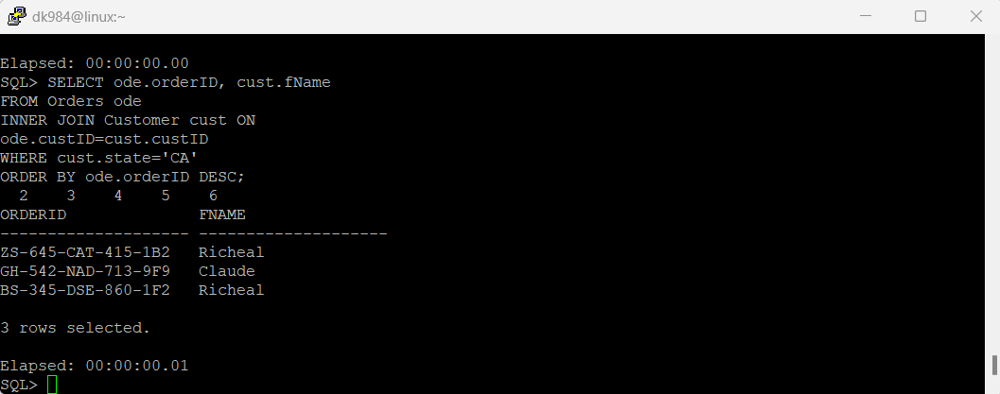 dk984@linux:~
Elapsed: 00:00:00.00
SQL> SELECT ode.orderID, cust.fName
FROM Orders ode
INNER JOIN Customer cust ON
ode.custID=cust.custID
WHERE cust.state='CA'
ORDER BY ode.orderID DESC;
  2    3    4    5    6
ORDERID              FNAME
-------------------- --------------------
ZS-645-CAT-415-1B2   Richeal
GH-542-NAD-713-9F9   Claude
BS-345-DSE-860-1F2   Richeal
3 rows selected.
Elapsed: 00:00:00.01
SQL>